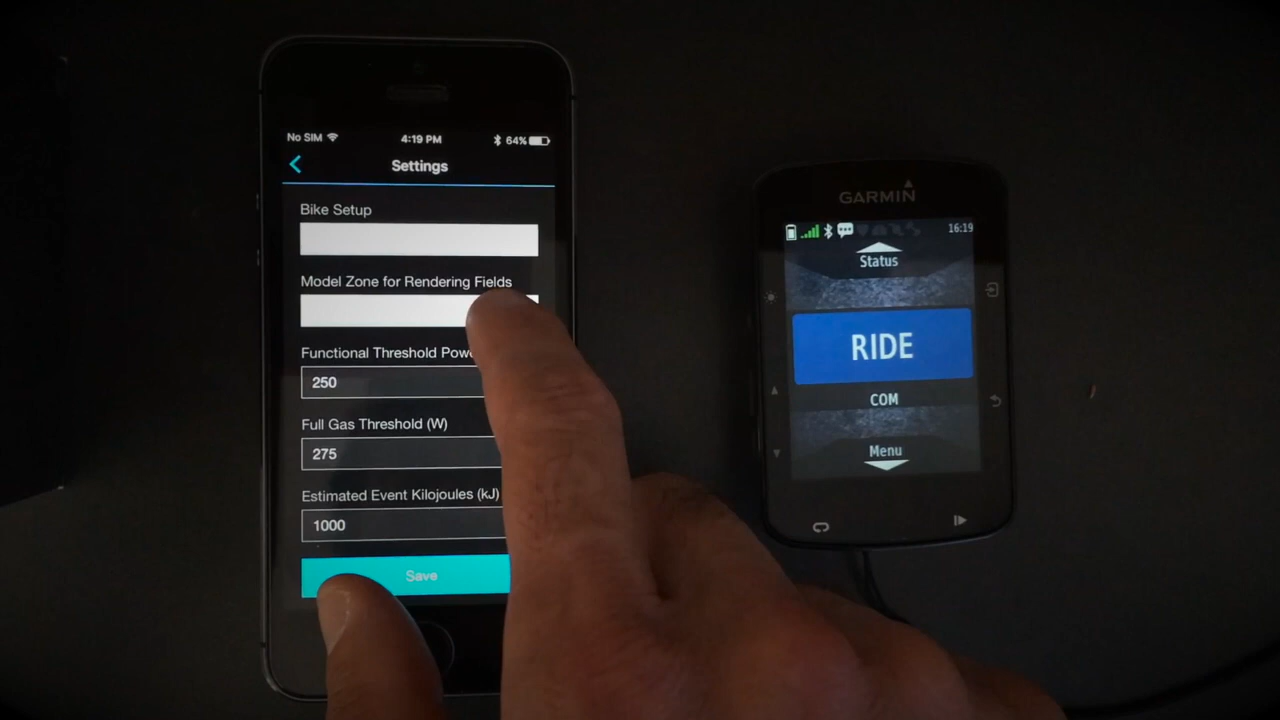 No SIM 4:19 PM 64%
Settings
Bike Setup
Model Zone for Rendering Fields
Functional Threshold Pow
250
Full Gas Threshold (W)
275
Estimated Event Kilojoules (kJ)
1000
Save
GARMIN
16:19
Status
RIDE
COM
Menu